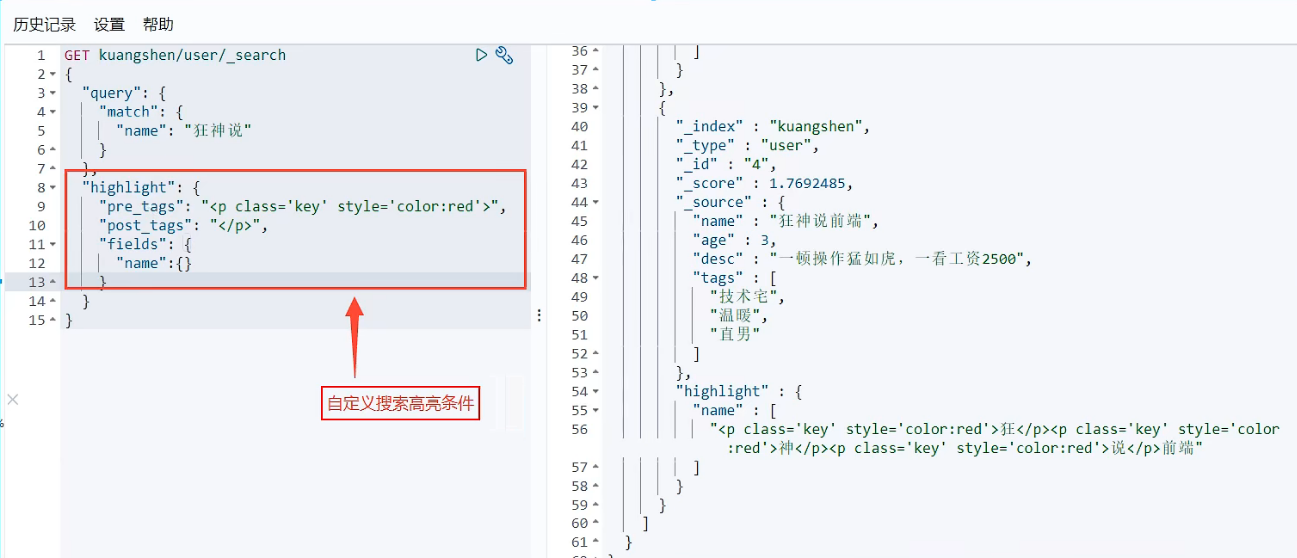 历史记录 设置 帮助
1 GET kuangshen/user/_search
2 {
3 "query": {
4 "match": {
5 "name": "狂神说"
6 }
7 },
8 "highlight": {
9 "pre_tags": "<p class='key' style='color:red'>",
10 "post_tags": "</p>",
11 "fields": {
12 "name":{}
13 }
14 }
15 }
自定义搜索高亮条件
36 ]
37 }
38 },
39 {
40 "_index" : "kuangshen",
41 "_type" : "user",
42 "_id" : "4",
43 "_score" : 1.7692485,
44 "_source" : {
45 "name" : "狂神说前端",
46 "age" : 3,
47 "desc" : "一顿操作猛如虎，一看工资2500",
48 "tags" : [
49 "技术宅",
50 "温暖",
51 "直男"
52 ]
53 },
54 "highlight" : {
55 "name" : [
56 "<p class='key' style='color:red'>狂</p><p class='key' style='color
:red'>神</p><p class='key' style='color:red'>说</p>前端"
57 ]
58 }
59 }
60 ]
61 }